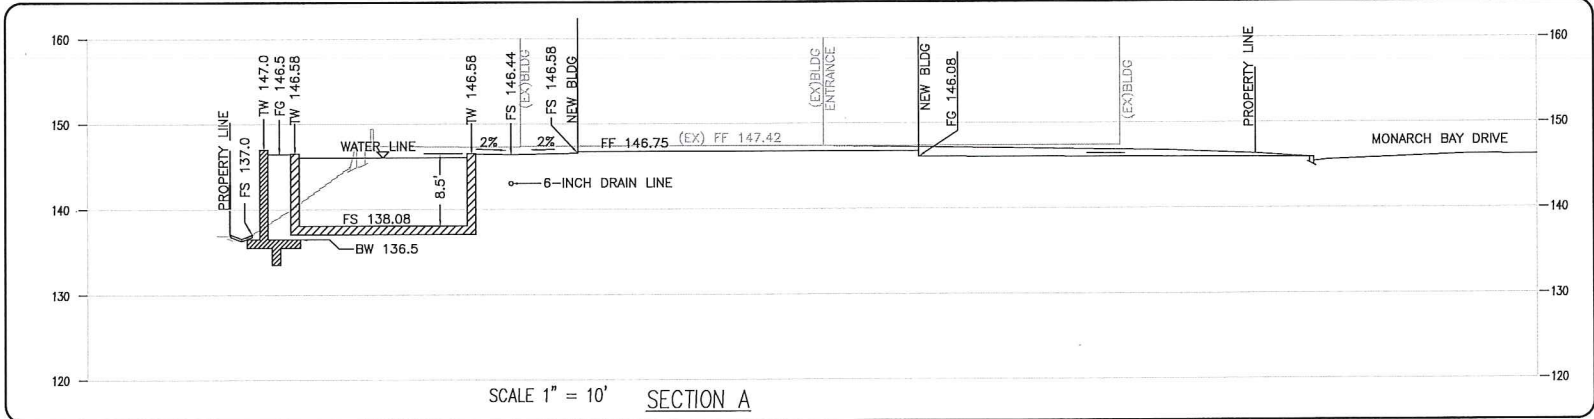 160
150
140
130
120
PROPERTY LINE
FS 137.0
TW 147.0
FG 146.5
TW 146.58
WATER LINE
8.5'
FS 138.08
BW 136.5
TW 146.58
2%
FS 146.44
(EX)BLDG
2%
FS 146.58
NEW BLDG
6-INCH DRAIN LINE
FF 146.75
(EX) FF 147.42
(EX)BLDG
ENTRANCE
NEW BLDG
FG 146.08
(EX)BLDG
PROPERTY LINE
MONARCH BAY DRIVE
160
150
140
130
120
SCALE 1" = 10'
SECTION A